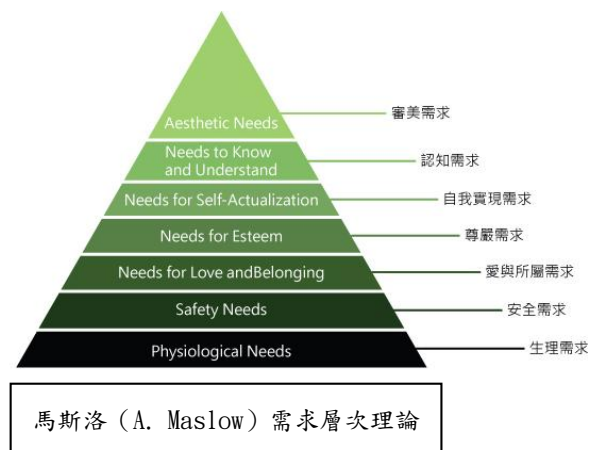 Aesthetic Needs
審美需求
Needs to Know
and Understand
認知需求
Needs for Self-Actualization
自我實現需求
Needs for Esteem
尊嚴需求
Needs for Love andBelonging
愛與所屬需求
Safety Needs
安全需求
Physiological Needs
生理需求
馬斯洛（A. Maslow）需求層次理論